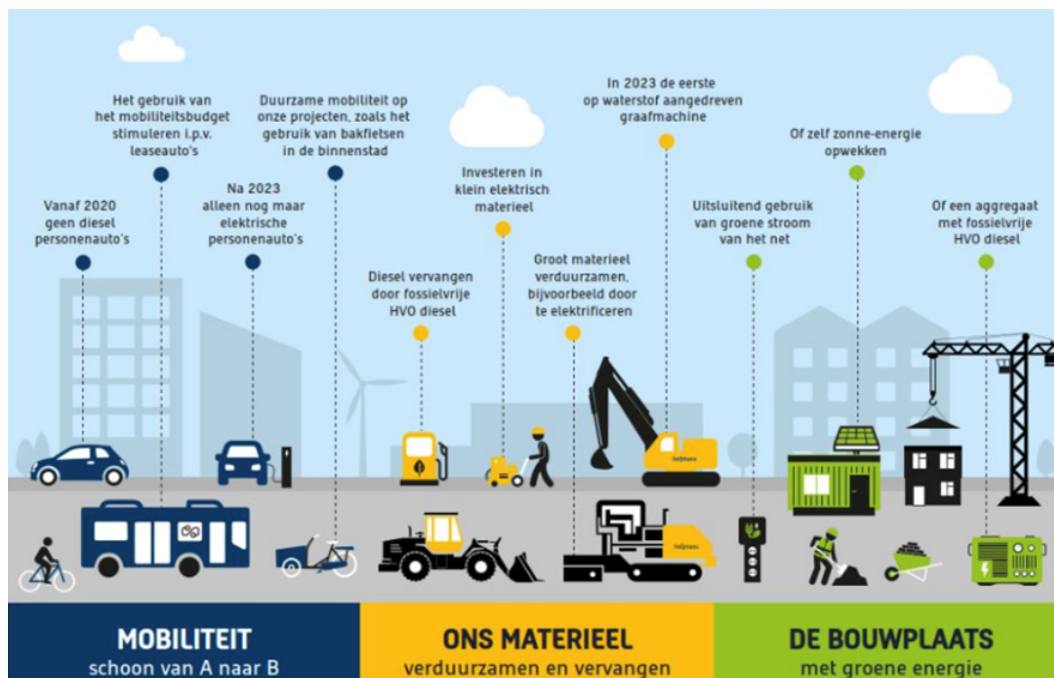 Het gebruik van
het mobiliteitsbudget
stimuleren i.p.v.
leaseauto's
Duurzame mobiliteit op
onze projecten, zoals het
gebruik van bakfietsen
in de binnenstad
In 2023 de eerste
op waterstof aangedreven
graafmachine
Of zelf zonne-energie
opwekken
Vanaf 2020
geen diesel
personenauto's
Na 2023
alleen nog maar
elektrische
personenauto's
Investeren in
klein elektrisch
materieel
Uitsluitend gebruik
van groene stroom
van het net
Of een aggregaat
met fossielvrije
HVO diesel
Diesel vervangen
door fossielvrije
HVO diesel
Groot materieel
verduurzamen,
bijvoorbeeld door
te elektrificeren
heijmans
heijmans
MOBILITEIT
schoon van A naar B
ONS MATERIEEL
verduurzamen en vervangen
DE BOUWPLAATS
met groene energie